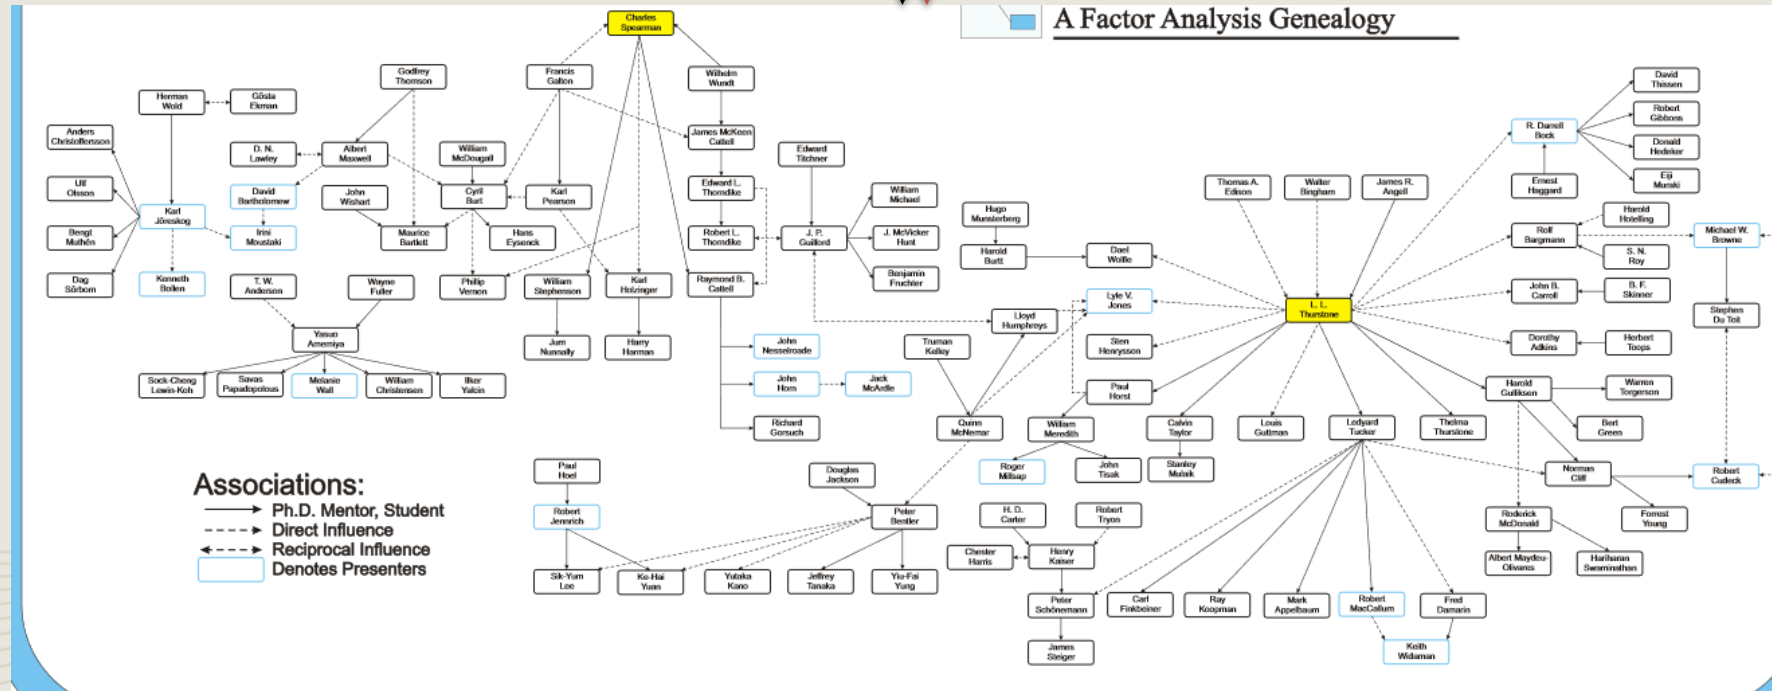 A Factor Analysis Genealogy
Charles
Spearman
Godfrey
Thomson
Francis
Galton
Wilhelm
Wundt
Herman
Wold
Gösta
Ekman
Anders
Christoffersson
D. N.
Lawley
Albert
Maxwell
William
McDougall
James McKeen
Cattell
Edward
Titchner
Ulf
Olsson
David
Bartholomew
John
Wishart
Cyril
Burt
Karl
Pearson
Edward L.
Thorndike
William
Michael
Karl
Jöreskog
Bengt
Muthén
Irini
Moustaki
Maurice
Bartlett
Hans
Eysenck
Robert L.
Thorndike
J. P.
Guilford
J. McVicker
Hunt
Dag
Sörbom
Kenneth
Bollen
T. W.
Anderson
Wayne
Fuller
Philip
Vernon
William
Stephenson
Karl
Holzinger
Raymond B.
Cattell
Benjamin
Fruchter
Yasuo
Amemiya
Jum
Nunnally
Harry
Harman
John
Nesselroade
Sock-Cheng
Lewin-Koh
Savas
Papadopolous
Melanie
Wall
William
Christensen
Ilker
Yalcin
John
Horn
Jack
McArdle
Richard
Gorsuch
David
Thissen
Robert
Gibbons
R. Darrell
Bock
Donald
Hedeker
Eiji
Muraki
Ernest
Haggard
Thomas A.
Edison
Walter
Bingham
James R.
Angell
Hugo
Munsterberg
Harold
Burtt
Dael
Wolfle
Harold
Hotelling
Rolf
Bargmann
S. N.
Roy
Michael W.
Browne
Lyle V.
Jones
L. L.
Thurstone
John B.
Carroll
B. F.
Skinner
Stephen
Du Toit
Lloyd
Humphreys
Truman
Kelley
Sten
Henrysson
Dorothy
Adkins
Herbert
Toops
Paul
Horst
Harold
Gulliksen
Warren
Torgerson
Quinn
McNemar
William
Meredith
Calvin
Taylor
Louis
Guttman
Ledyard
Tucker
Thelma
Thurstone
Bert
Green
Roger
Millsap
John
Tisak
Stanley
Mulaik
Norman
Cliff
Robert
Cudeck
Paul
Hoel
Douglas
Jackson
Robert
Jennrich
Peter
Bentler
H. D.
Carter
Robert
Tryon
Roderick
McDonald
Forrest
Young
Chester
Harris
Henry
Kaiser
Albert Maydeu-
Olivares
Hariharan
Swaminathan
Sik-Yum
Lee
Ke-Hai
Yuan
Yutaka
Kano
Jeffrey
Tanaka
Yiu-Fai
Yung
Peter
Schönemann
Carl
Finkbeiner
Ray
Koopman
Mark
Appelbaum
Robert
MacCallum
Fred
Damarin
James
Steiger
Keith
Widaman
Associations:
Ph.D. Mentor, Student
Direct Influence
Reciprocal Influence
Denotes Presenters